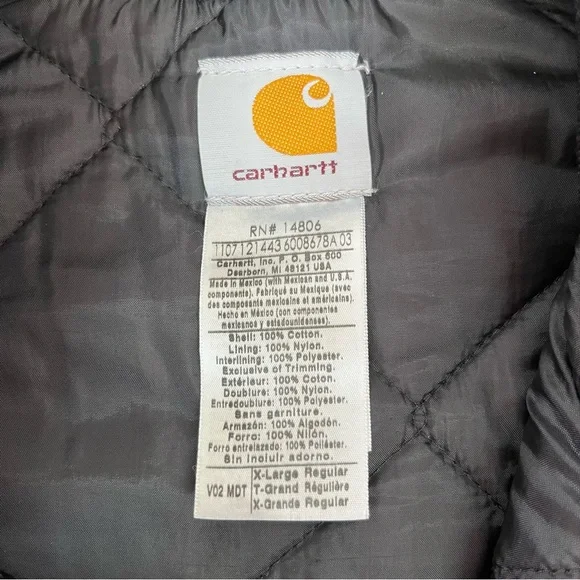 carhartt
RN# 14806
1107121443 6008678A 03
Carhartt, Inc. P.O. Box 600
Dearborn, MI 48121 USA
Made in Mexico (with Mexican and U.S.A.
components). Fabriqué au Mexique (avec
des composants mexicains et américains).
Hecho en México (con componentes
mexicanos y estadounidenses).
Shell: 100% Cotton.
Lining: 100% Nylon.
Interlining: 100% Polyester.
Exclusive of Trimming.
Extérieur: 100% Coton.
Doublure: 100% Nylon.
Entredoublure: 100% Polyester.
Sans garniture.
Armazón: 100% Algodón.
Forro: 100% Nilón.
Forro entrelazado: 100% Poliéster.
Sin incluir adorno.
X-Large Regular
V02 MDT T-Grand Régulière
X-Grande Regular